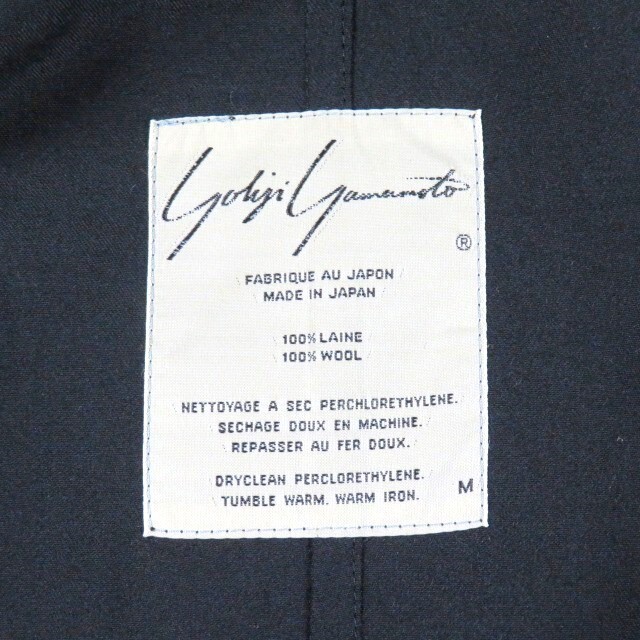 Yohji Yamamoto
®
FABRIQUE AU JAPON
MADE IN JAPAN
100% LAINE
100% WOOL
NETTOYAGE A SEC PERCHLORETHYLENE.
SECHAGE DOUX EN MACHINE.
REPASSER AU FER DOUX.
DRYCLEAN PERCLORETHYLENE.
TUMBLE WARM. WARM IRON.
M